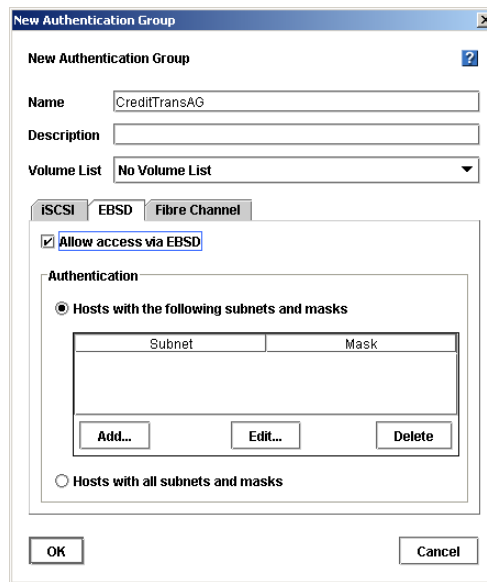 New Authentication Group
New Authentication Group
?
Name CreditTransAG
Description
Volume List No Volume List
iSCSI EBSD Fibre Channel
Allow access via EBSD
Authentication
Hosts with the following subnets and masks
Subnet Mask
Add... Edit... Delete
Hosts with all subnets and masks
OK Cancel